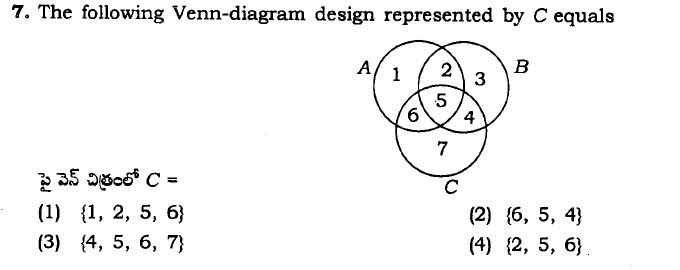 7. The following Venn-diagram design represented by C equals
A
1
2
3
B
5
6
4
7
C
పై వెన్ చిత్రంలో C =
(1) {1, 2, 5, 6}
(2) {6, 5, 4}
(3) {4, 5, 6, 7}
(4) {2, 5, 6}